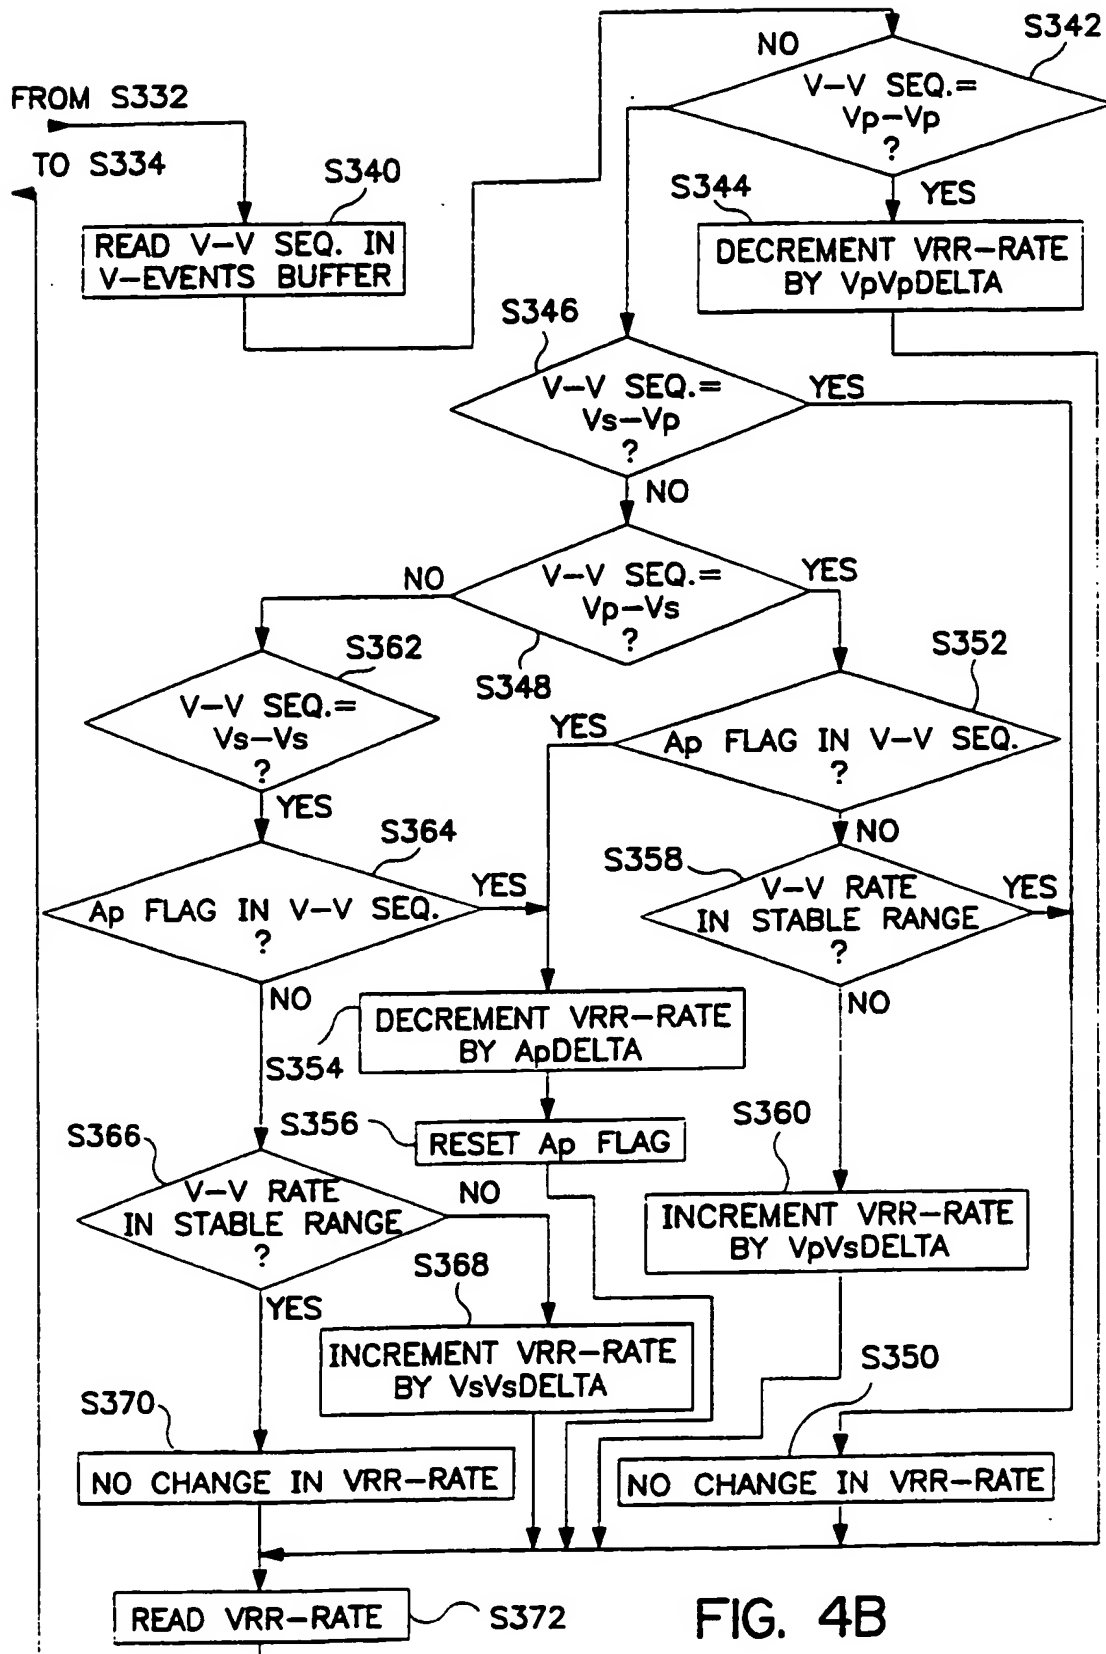 NO
S342
V-V SEQ.=
Vp-Vp
?
FROM S332
TO S334
S340
READ V-V SEQ. IN
V-EVENTS BUFFER
S344
YES
DECREMENT VRR-RATE
BY VpVpDELTA
S346
V-V SEQ.=
Vs-Vp
?
YES
NO
NO
V-V SEQ.=
Vp-Vs
?
YES
S348
S362
V-V SEQ.=
Vs-Vs
?
YES
S352
YES
Ap FLAG IN V-V SEQ.
?
NO
S364
Ap FLAG IN V-V SEQ.
?
YES
NO
S358
V-V RATE
IN STABLE RANGE
?
YES
NO
DECREMENT VRR-RATE
BY ApDELTA
S354
S356
RESET Ap FLAG
S366
V-V RATE
IN STABLE RANGE
?
NO
YES
S360
INCREMENT VRR-RATE
BY VpVsDELTA
S368
INCREMENT VRR-RATE
BY VsVsDELTA
S350
S370
NO CHANGE IN VRR-RATE
NO CHANGE IN VRR-RATE
READ VRR-RATE
S372
FIG. 4B